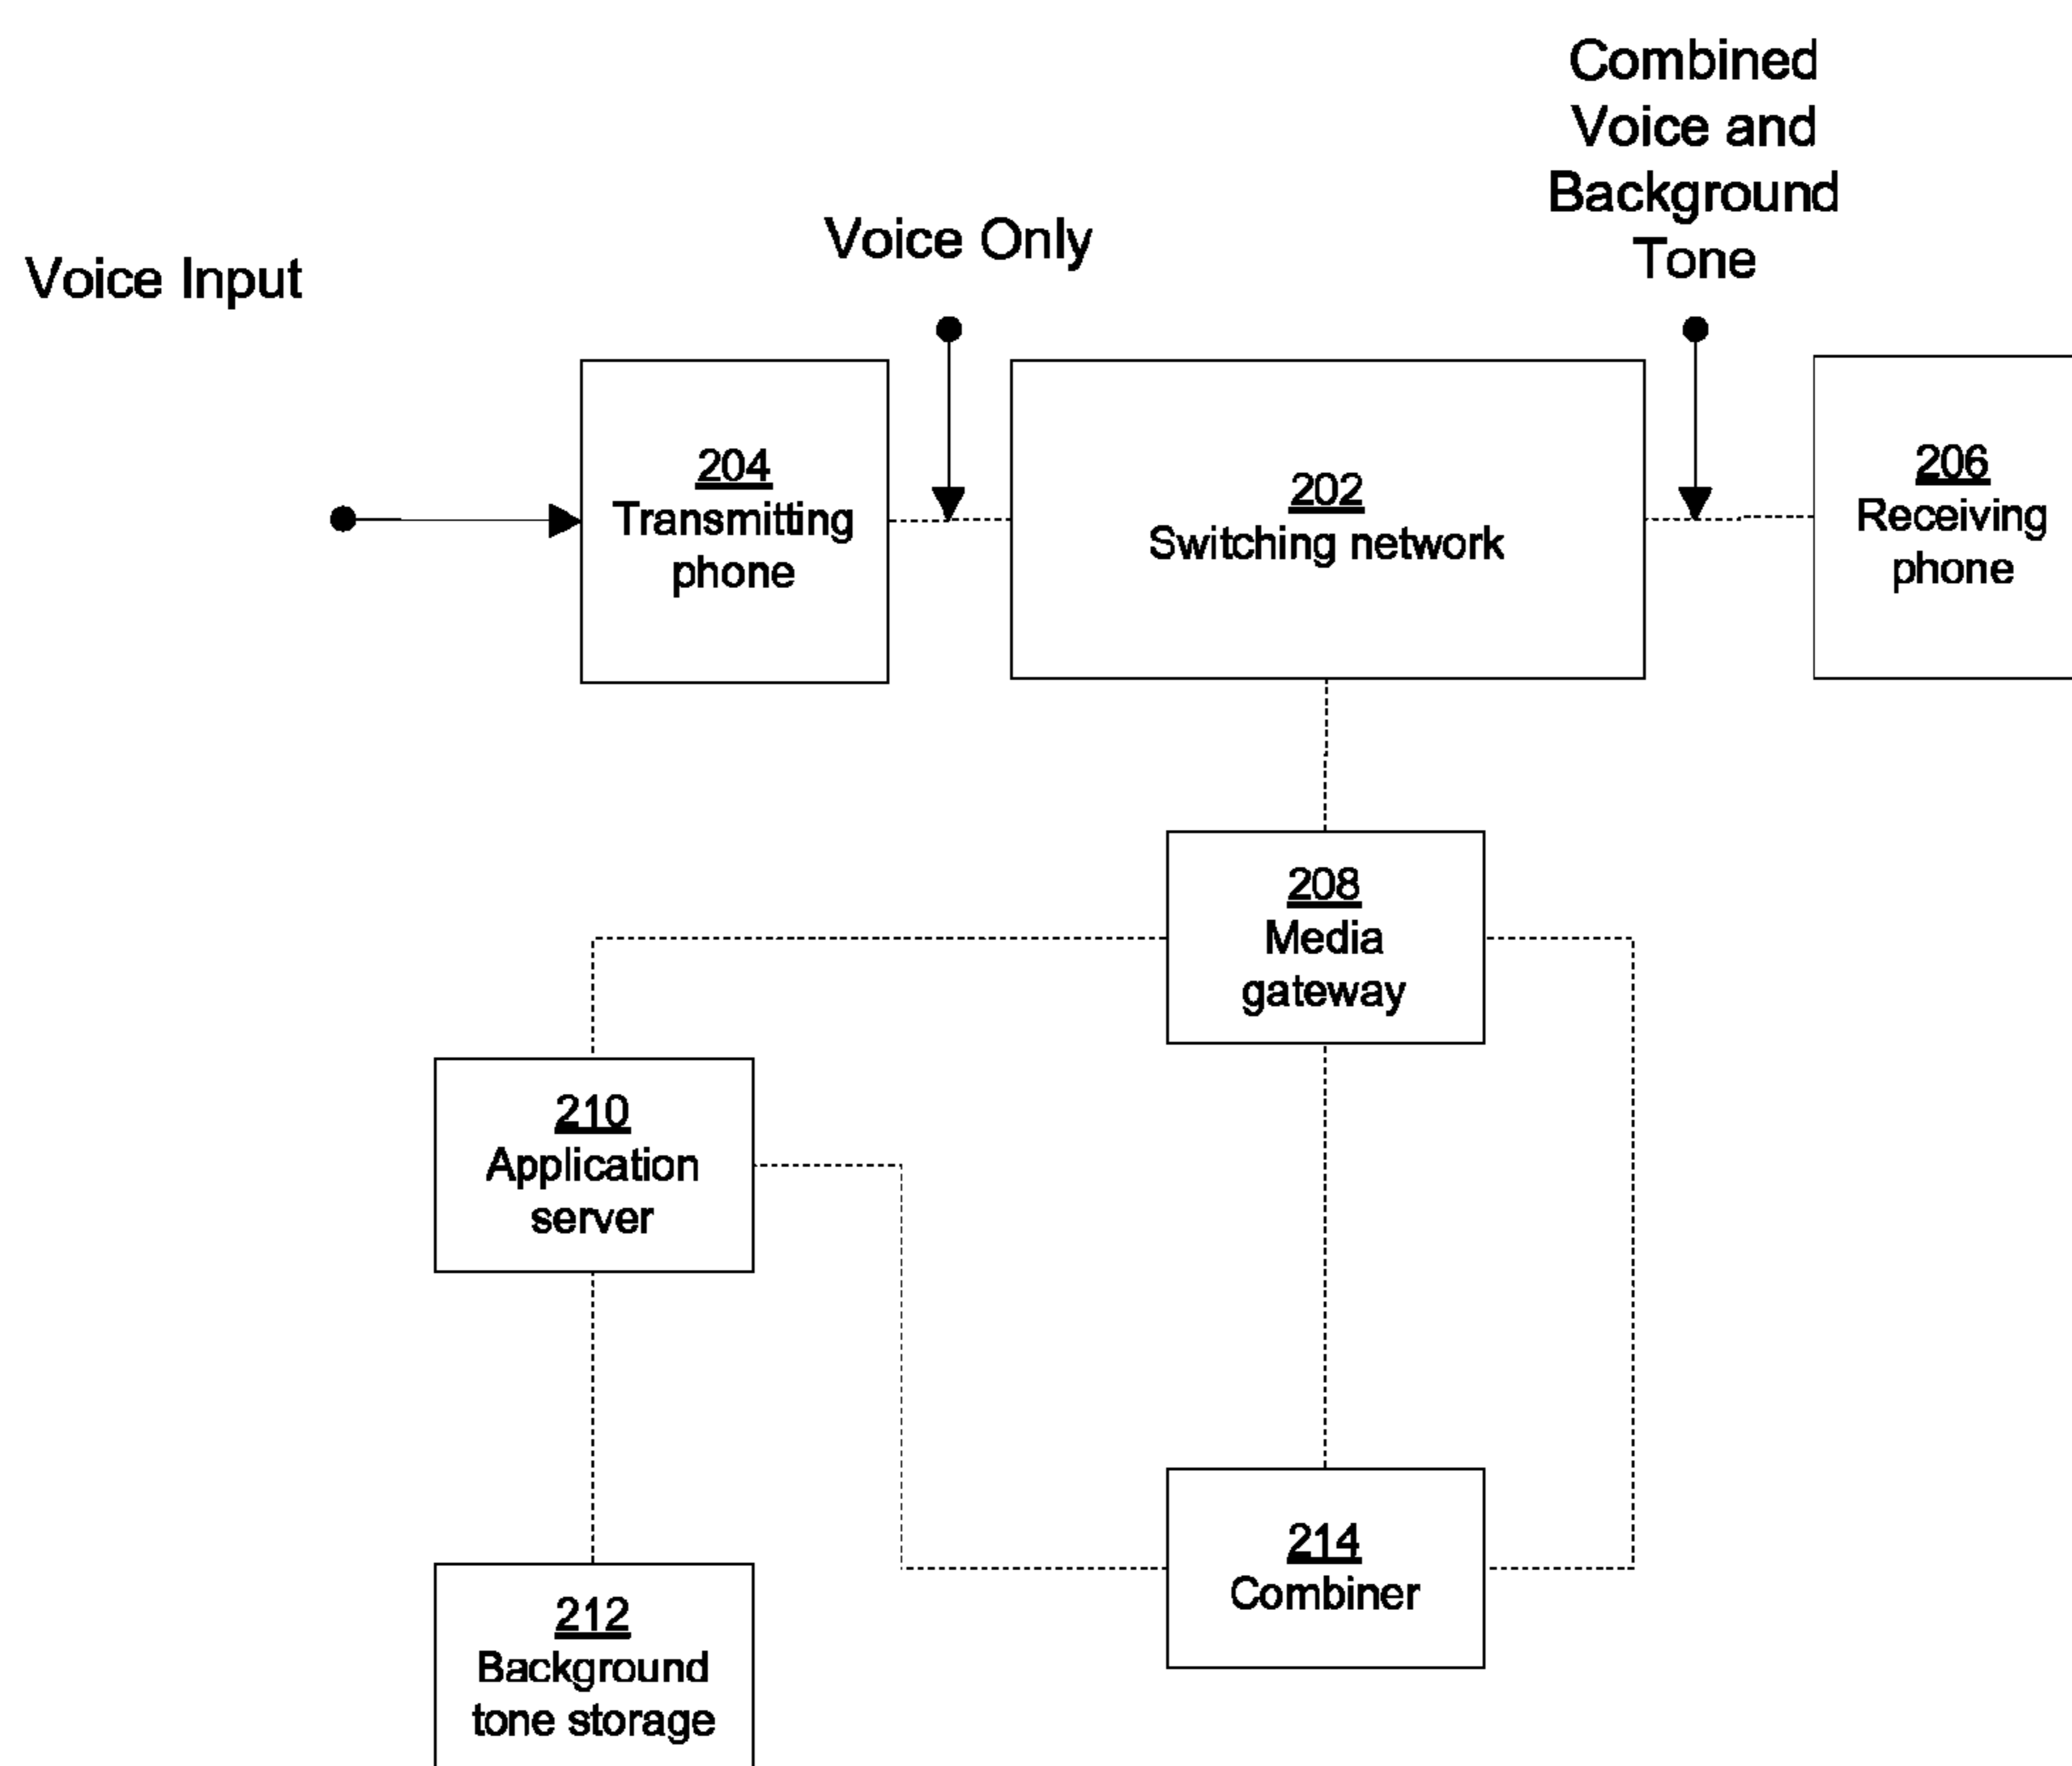 Combined
Voice and
Background
Tone
Voice Only
Voice Input
204
Transmitting
phone
202
Switching network
206
Receiving
phone
208
Media
gateway
210
Application
server
214
Combiner
212
Background
tone storage